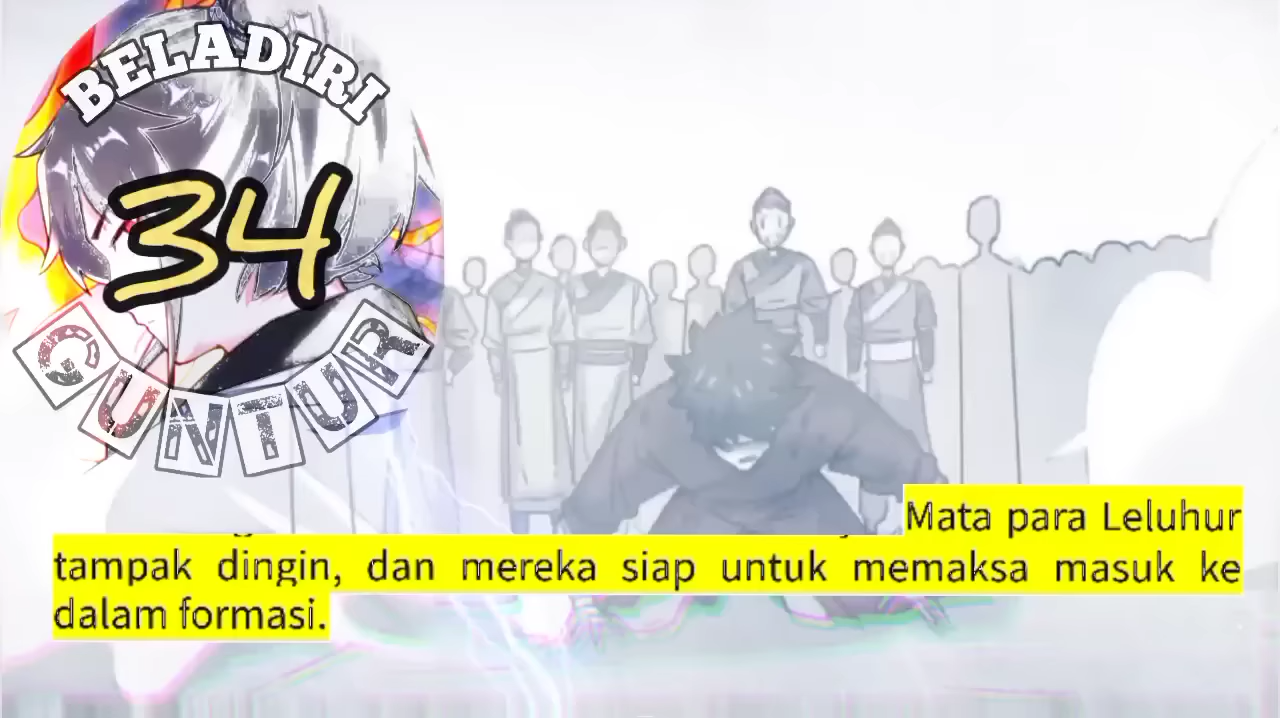 BELADIRI
34
GUNTUR
Mata para Leluhur
tampak dingin, dan mereka siap untuk memaksa masuk ke
dalam formasi.